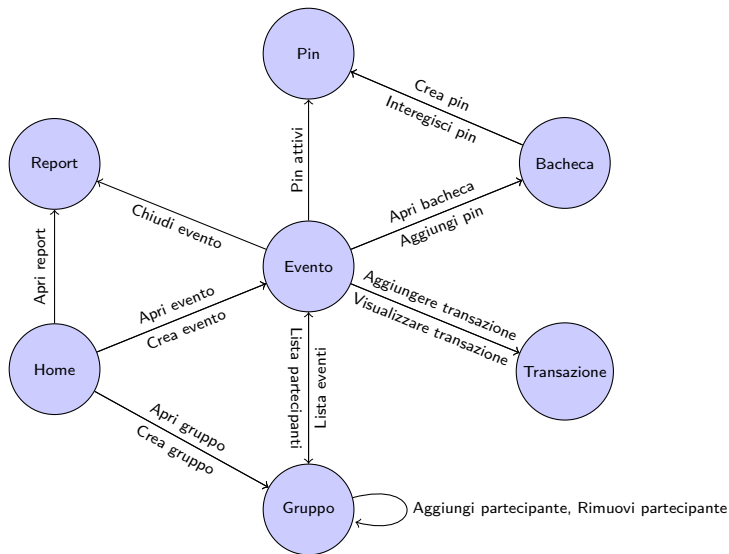 Pin
Crea pin
Interegisci pin
Report
Pin attivi
Bacheca
Apri bacheca
Aggiungi pin
Chiudi evento
Apri report
Evento
Aggiungere transazione
Visualizzare transazione
Apri evento
Crea evento
Home
Lista partecipanti
Lista eventi
Transazione
Apri gruppo
Crea gruppo
Gruppo
Aggiungi partecipante, Rimuovi partecipante